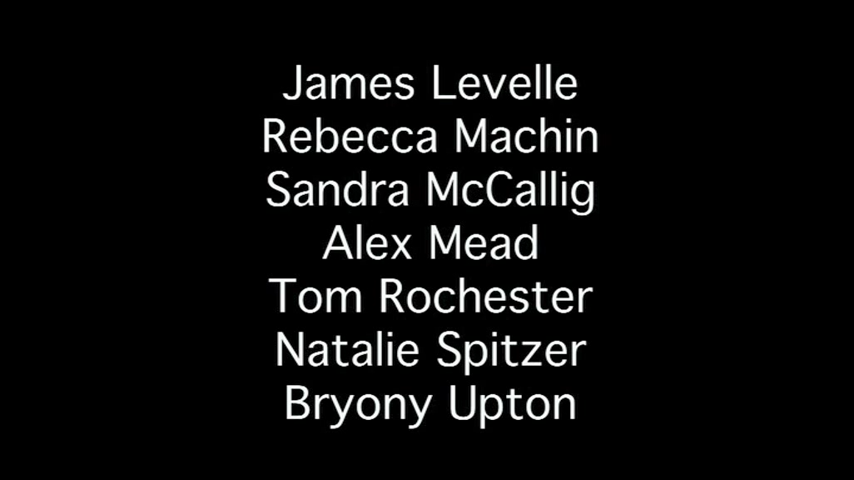 James Levelle
Rebecca Machin
Sandra McCallig
Alex Mead
Tom Rochester
Natalie Spitzer
Bryony Upton